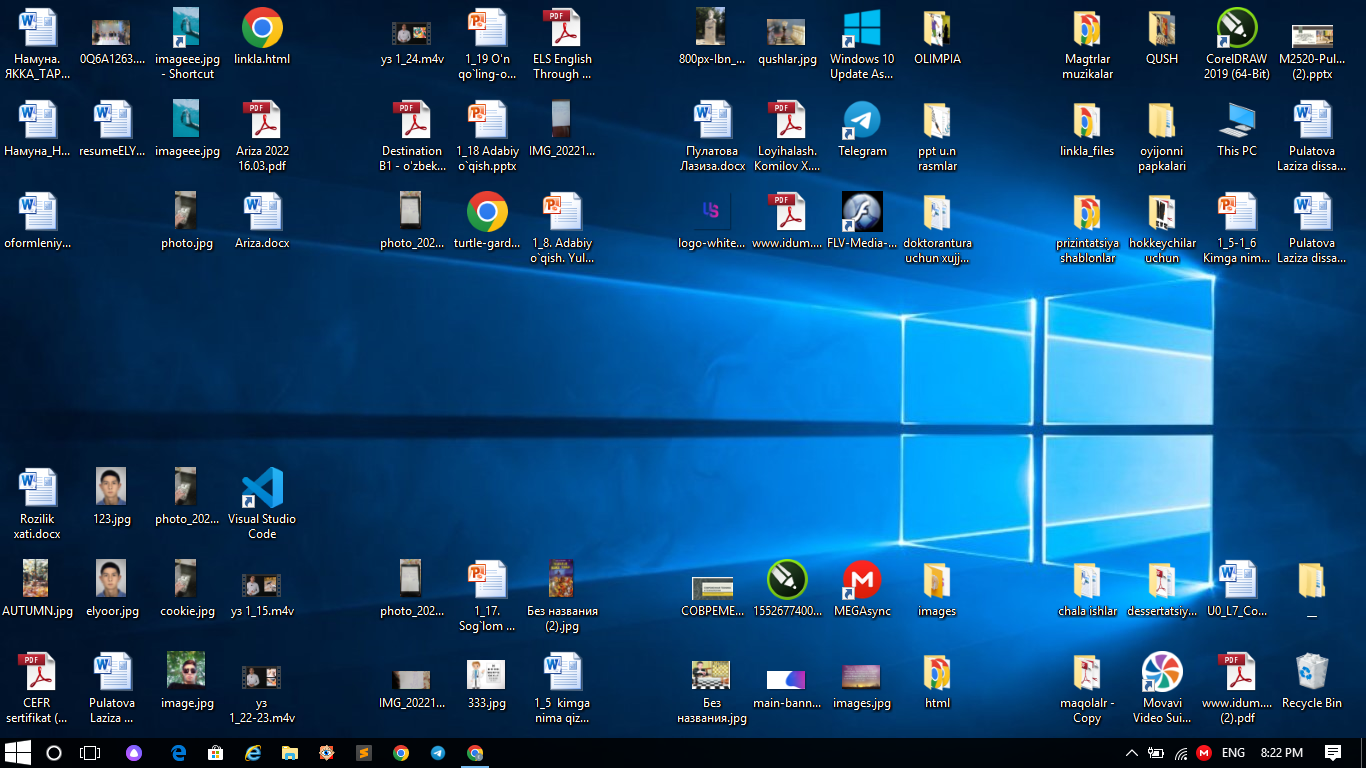 Намуна.
ЯККА_ТАР...
0Q6A1263....
imageee.jpg
- Shortcut
linkla.html
уз 1_24.m4v
1_19 O'n
qo`ling-o...
ELS English
Through ...
800px-Ibn_...
qushlar.jpg
Windows 10
Update As...
OLIMPIA
Magtrlar
muzikalar
QUSH
CorelDRAW
2019 (64-Bit)
M2520-Pul...
(2).pptx
Намуна_Н...
resumeELY...
imageee.jpg
Ariza 2022
16.03.pdf
Destination
B1 - o'zbek...
1_18 Adabiy
o`qish.pptx
IMG_20221...
Пулатова
Лазиза.docx
Loyihalash.
Komilov X....
Telegram
ppt u.n
rasmlar
linkla_files
oyijonni
papkalari
This PC
Pulatova
Laziza dissa...
oformleniy...
photo.jpg
Ariza.docx
photo_202...
turtle-gard...
1_8. Adabiy
o`qish. Yul...
logo-white...
www.idum....
FLV-Media-...
doktorantura
uchun xujj...
prizintatsiya
shablonlar
hokkeychilar
uchun
1_5-1_6
Kimga nim...
Pulatova
Laziza dissa...
Rozilik
xati.docx
123.jpg
photo_202...
Visual Studio
Code
AUTUMN.jpg
elyoor.jpg
cookie.jpg
уз 1_15.m4v
photo_202...
1_17.
Sog`lom ...
Без названия
(2).jpg
СОВРЕМЕ...
1552677400...
MEGAsync
images
chala ishlar
dessertatsiy...
U0_L7_Co...
__
CEFR
sertifikat (...
Pulatova
Laziza ...
image.jpg
уз
1_22-23.m4v
IMG_20221...
333.jpg
1_5 kimga
nima qiz...
Без
названия.jpg
main-bann...
images.jpg
html
maqolalr -
Copy
Movavi
Video Sui...
www.idum....
(2).pdf
Recycle Bin
ENG
8:22 PM